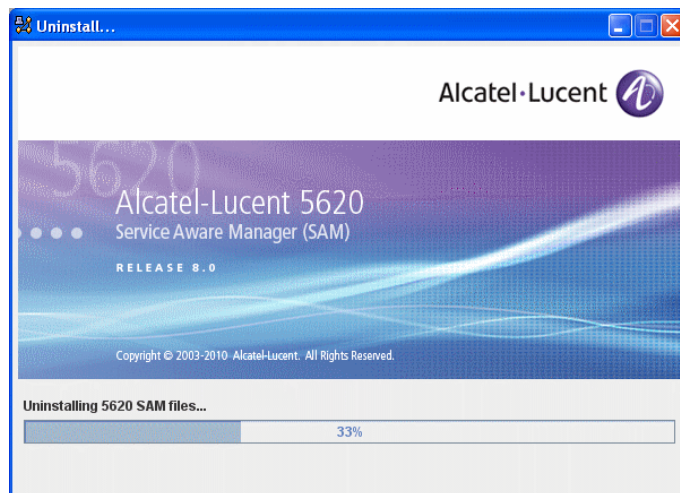 Uninstall...
Alcatel·Lucent
5620
Alcatel-Lucent 5620
Service Aware Manager (SAM)
RELEASE 8.0
Copyright © 2003-2010 Alcatel-Lucent. All Rights Reserved.
Uninstalling 5620 SAM files...
33%